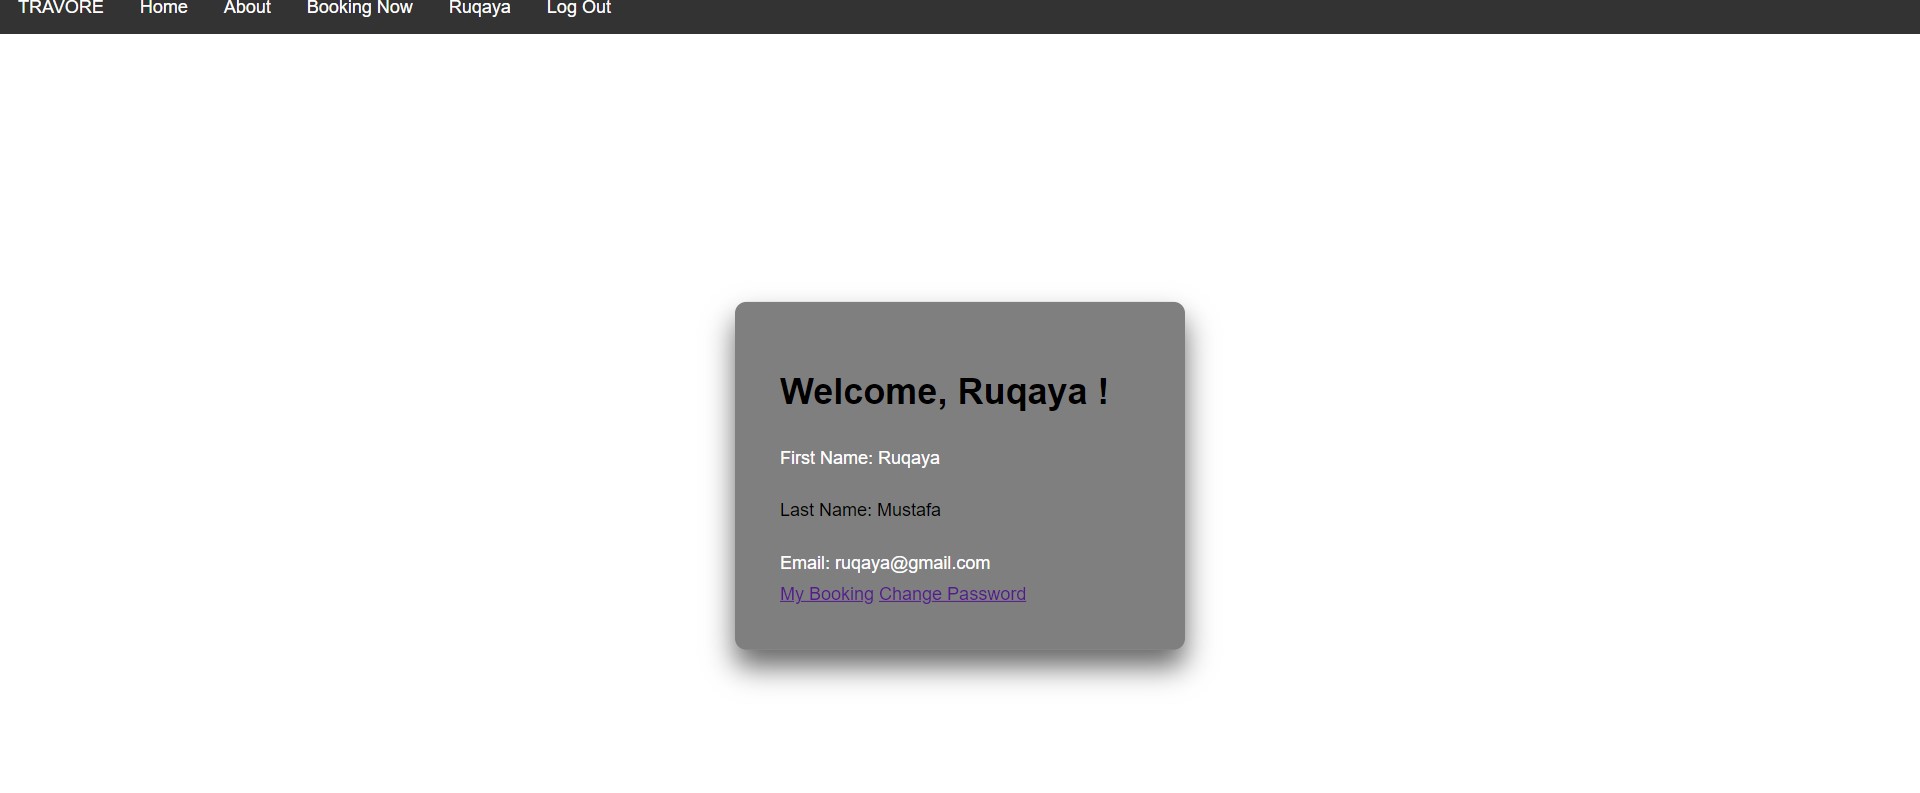 TRAVORE Home About Booking Now Ruqaya Log Out
Welcome, Ruqaya !
First Name: Ruqaya
Last Name: Mustafa
Email: ruqaya@gmail.com
My Booking Change Password